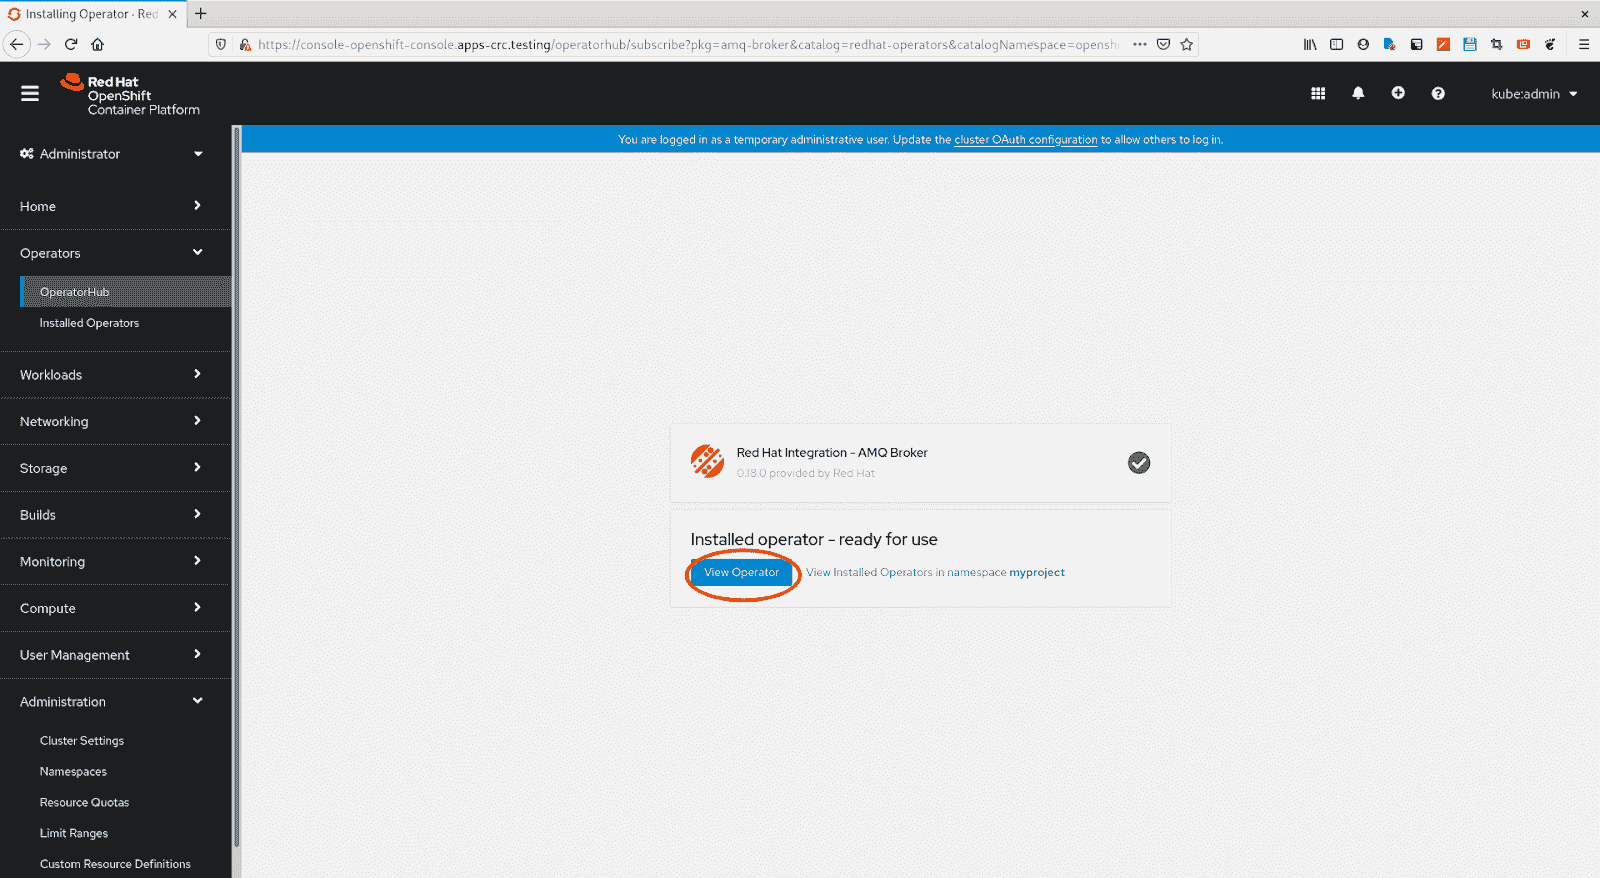 Installing Operator · Red
https://console-openshift-console.apps-crc.testing/operatorhub/subscribe?pkg=amq-broker&catalog=redhat-operators&catalogNamespace=opensh
Red Hat
OpenShift
Container Platform
kube:admin
You are logged in as a temporary administrative user. Update the cluster OAuth configuration to allow others to log in.
Administrator
Home
Operators
OperatorHub
Installed Operators
Workloads
Networking
Storage
Builds
Monitoring
Compute
User Management
Administration
Cluster Settings
Namespaces
Resource Quotas
Limit Ranges
Custom Resource Definitions
Red Hat Integration - AMQ Broker
0.18.0 provided by Red Hat
Installed operator - ready for use
View Operator
View Installed Operators in namespace myproject